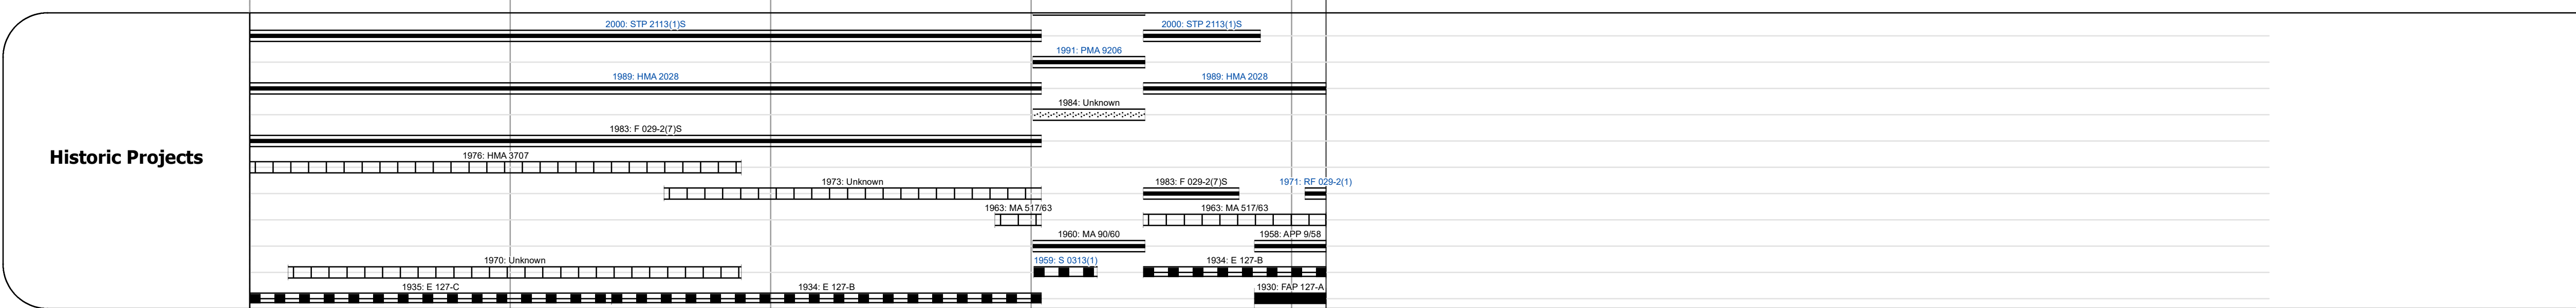 2000: STP 2113(1)S
2000: STP 2113(1)S
1991: PMA 9206
1989: HMA 2028
1989: HMA 2028
1984: Unknown
1983: F 029-2(7)S
Historic Projects
1976: HMA 3707
1973: Unknown
1983: F 029-2(7)S
1971: RF 029-2(1)
1963: MA 517/63
1963: MA 517/63
1960: MA 90/60
1958: APP 9/58
1970: Unknown
1959: S 0313(1)
1934: E 127-B
1935: E 127-C
1934: E 127-B
1930: FAP 127-A